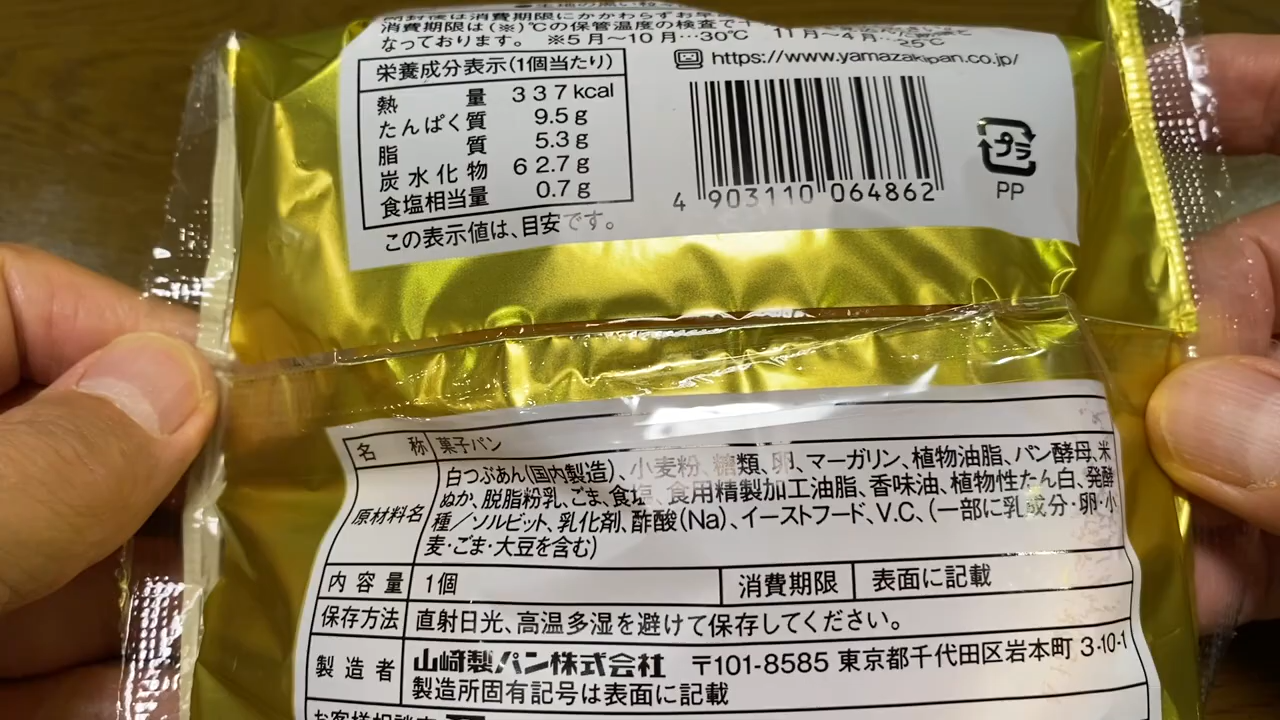 消費期限は(※)℃の保管温度の検査で
なっております。 ※5月〜10月…30℃ 11月〜4月…25℃
栄養成分表示(1個当たり)
熱量 337kcal
たんぱく質 9.5g
脂質 5.3g
炭水化物 62.7g
食塩相当量 0.7g
この表示値は、目安です。
https://www.yamazakipan.co.jp/
4 903110 064862
プラ
PP
名称 菓子パン
原材料名 白つぶあん(国内製造)、小麦粉、糖類、卵、マーガリン、植物油脂、パン酵母、米
ぬか、脱脂粉乳、ごま、食塩、食用精製加工油脂、香味油、植物性たん白、発酵
種/ソルビット、乳化剤、酢酸(Na)、イーストフード、V.C、(一部に乳成分・卵・小
麦・ごま・大豆を含む)
内容量 1個 消費期限 表面に記載
保存方法 直射日光、高温多湿を避けて保存してください。
製造者 山崎製パン株式会社 〒101-8585 東京都千代田区岩本町 3-10-1
製造所固有記号は表面に記載